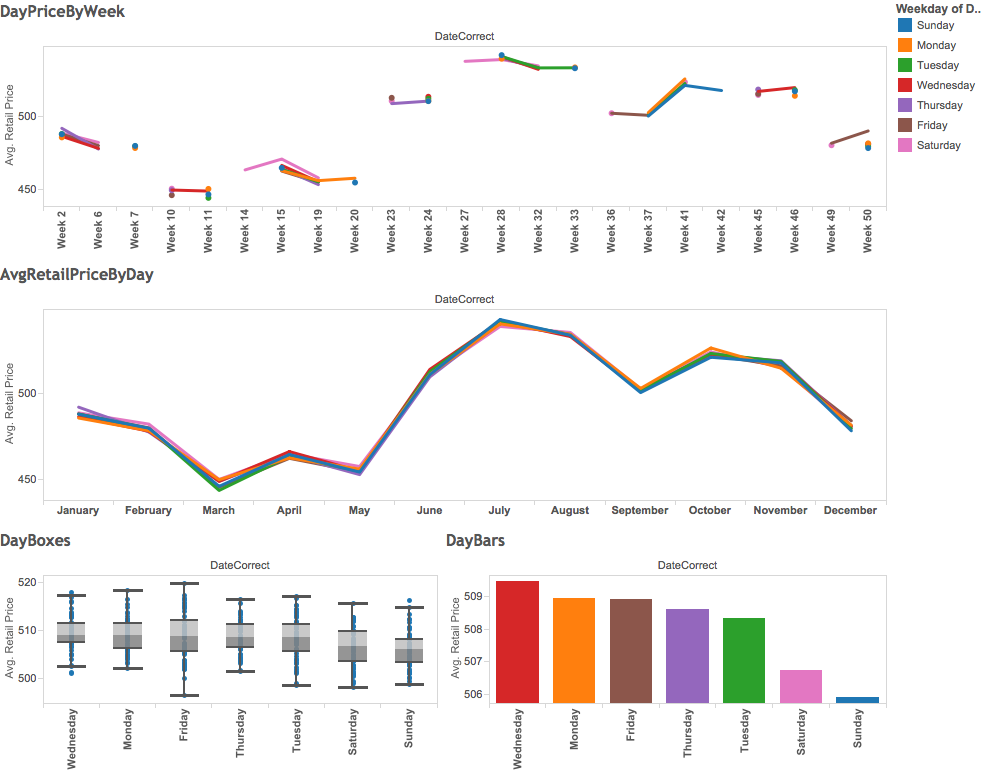 DayPriceByWeek
DateCorrect
Avg. Retail Price
500
450
Week 2
Week 6
Week 7
Week 10
Week 11
Week 14
Week 15
Week 19
Week 20
Week 23
Week 24
Week 27
Week 28
Week 32
Week 33
Week 36
Week 37
Week 41
Week 42
Week 45
Week 46
Week 49
Week 50
Weekday of D..
Sunday
Monday
Tuesday
Wednesday
Thursday
Friday
Saturday
AvgRetailPriceByDay
DateCorrect
Avg. Retail Price
500
450
January February March April May June July August September October November December
DayBoxes
DateCorrect
Avg. Retail Price
520
510
500
Wednesday
Monday
Friday
Thursday
Tuesday
Saturday
Sunday
DayBars
DateCorrect
Avg. Retail Price
509
508
507
506
Wednesday
Monday
Friday
Thursday
Tuesday
Saturday
Sunday